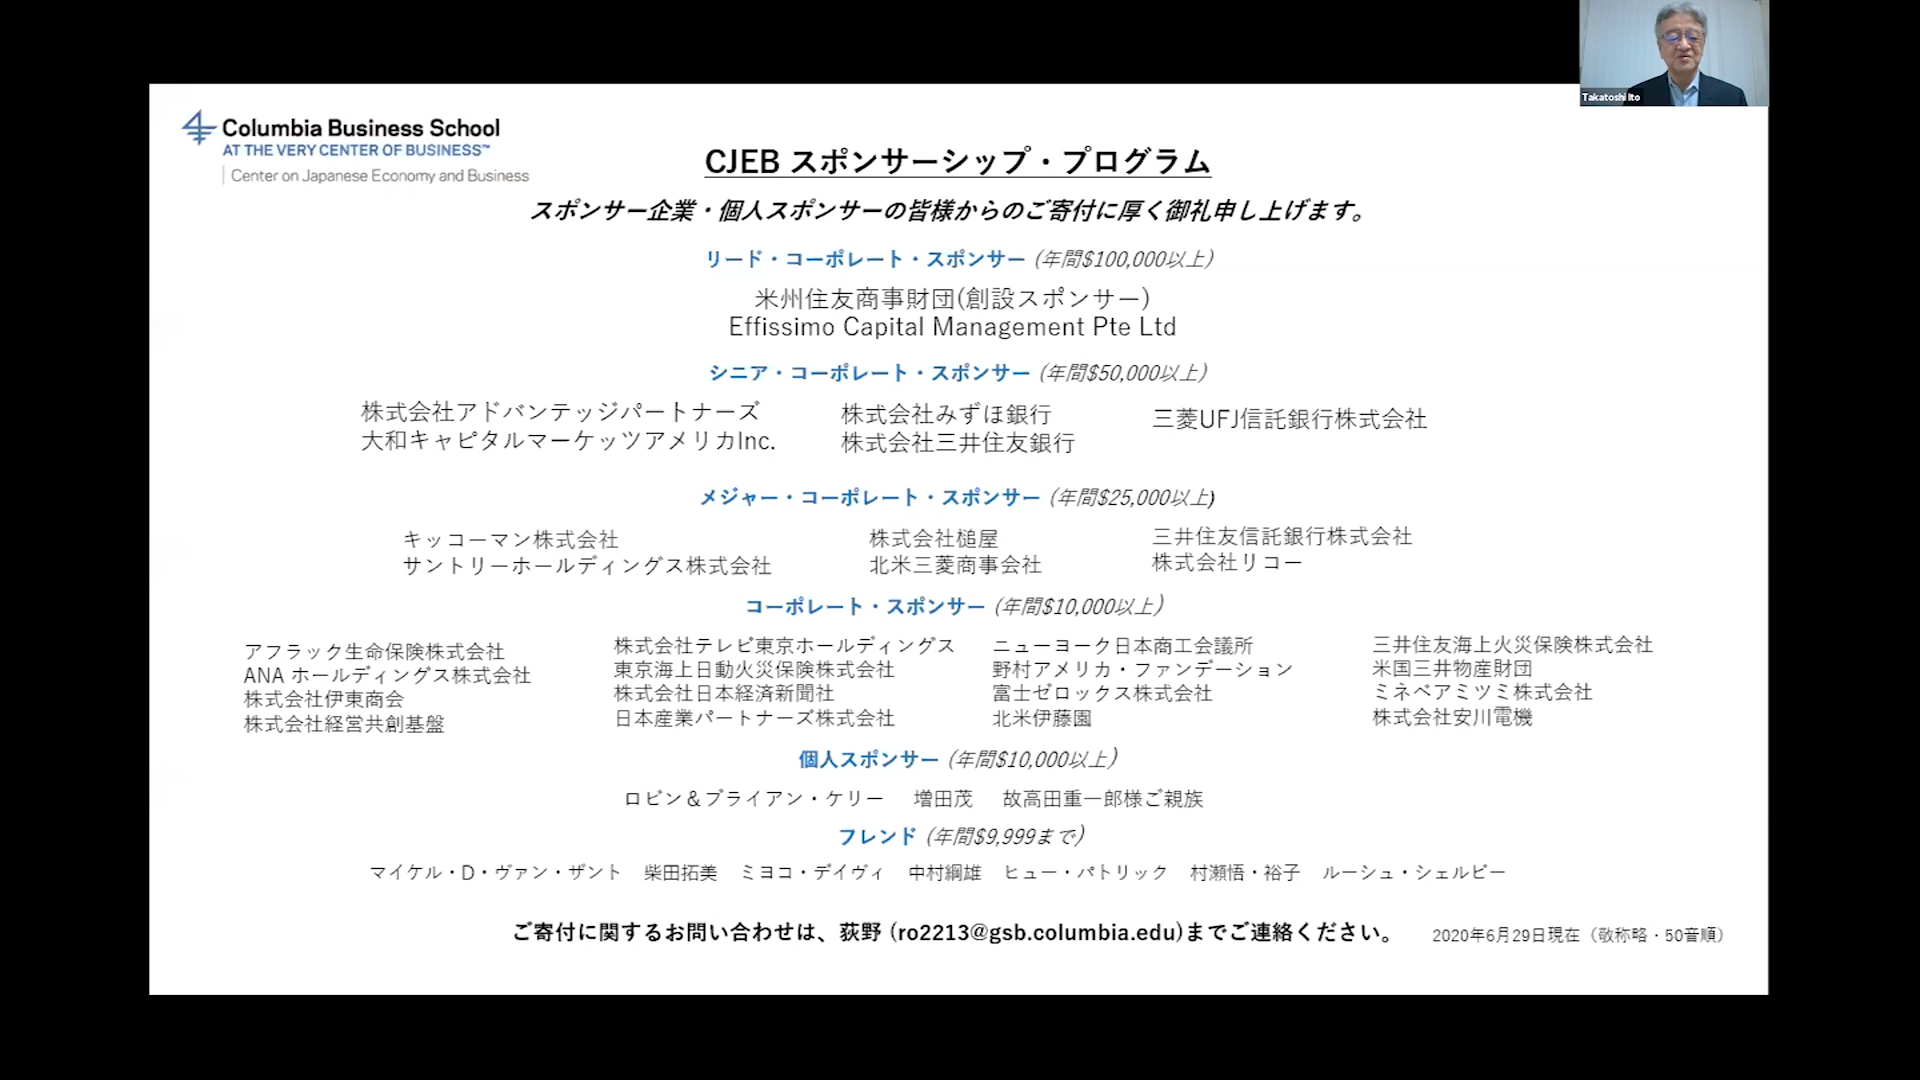 Takatoshi Ito
Columbia Business School
AT THE VERY CENTER OF BUSINESS™
Center on Japanese Economy and Business
CJEB スポンサーシップ・プログラム
スポンサー企業・個人スポンサーの皆様からのご寄付に厚く御礼申し上げます。
リード・コーポレート・スポンサー (年間$100,000以上)
米州住友商事財団(創設スポンサー)
Effissimo Capital Management Pte Ltd
シニア・コーポレート・スポンサー (年間$50,000以上)
株式会社アドバンテッジパートナーズ 株式会社みずほ銀行 三菱UFJ信託銀行株式会社
大和キャピタルマーケッツアメリカInc. 株式会社三井住友銀行
メジャー・コーポレート・スポンサー (年間$25,000以上)
キッコーマン株式会社 株式会社槌屋 三井住友信託銀行株式会社
サントリーホールディングス株式会社 北米三菱商事会社 株式会社リコー
コーポレート・スポンサー (年間$10,000以上)
アフラック生命保険株式会社 株式会社テレビ東京ホールディングス ニューヨーク日本商工会議所 三井住友海上火災保険株式会社
ANA ホールディングス株式会社 東京海上日動火災保険株式会社 野村アメリカ・ファンデーション 米国三井物産財団
株式会社伊東商会 株式会社日本経済新聞社 富士ゼロックス株式会社 ミネベアミツミ株式会社
株式会社経営共創基盤 日本産業パートナーズ株式会社 北米伊藤園 株式会社安川電機
個人スポンサー (年間$10,000以上)
ロビン＆ブライアン・ケリー 増田茂 故高田重一郎様ご親族
フレンド (年間$9,999まで)
マイケル・D・ヴァン・ザント 柴田拓美 ミヨコ・デイヴィ 中村綱雄 ヒュー・パトリック 村瀬悟・裕子 ルーシュ・シェルビー
ご寄付に関するお問い合わせは、荻野 (ro2213@gsb.columbia.edu)までご連絡ください。 2020年6月29日現在（敬称略・50音順）